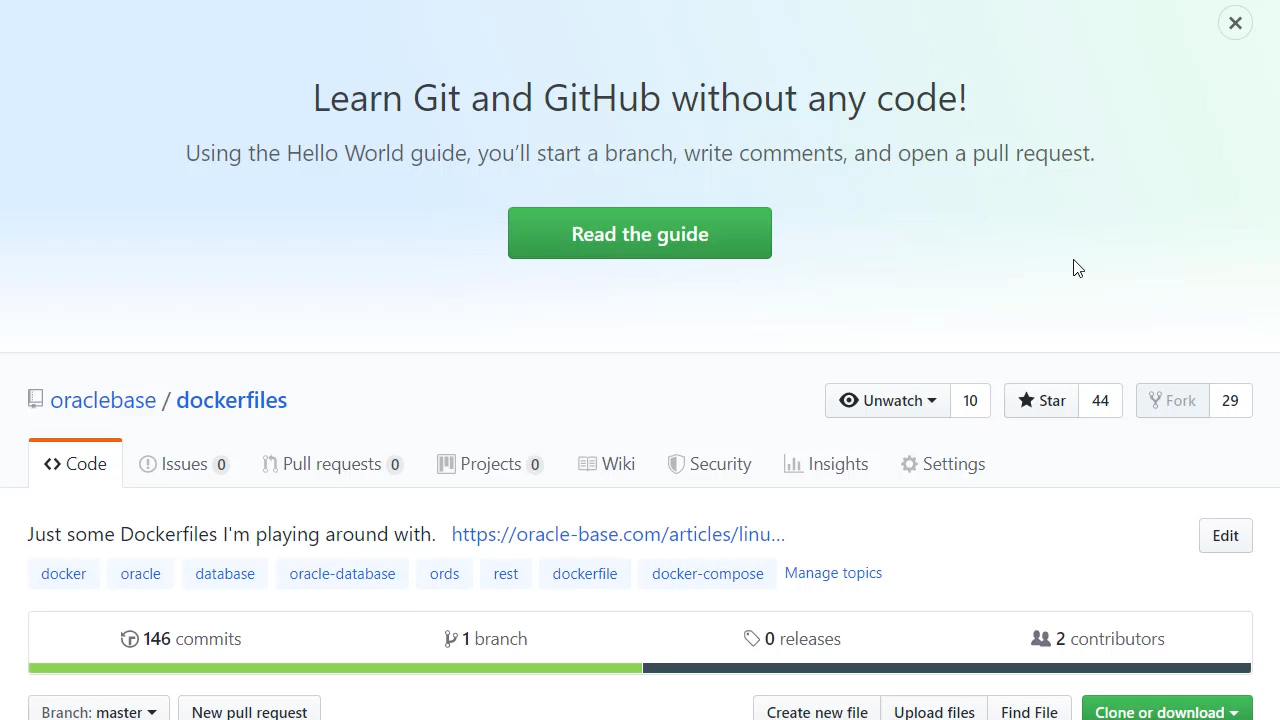 Learn Git and GitHub without any code!
Using the Hello World guide, you’ll start a branch, write comments, and open a pull request.
Read the guide
oraclebase / dockerfiles
Unwatch 10 Star 44 Fork 29
Code Issues 0 Pull requests 0 Projects 0 Wiki Security Insights Settings
Just some Dockerfiles I'm playing around with. https://oracle-base.com/articles/linu... Edit
docker oracle database oracle-database ords rest dockerfile docker-compose Manage topics
146 commits 1 branch 0 releases 2 contributors
Branch: master New pull request Create new file Upload files Find File Clone or download